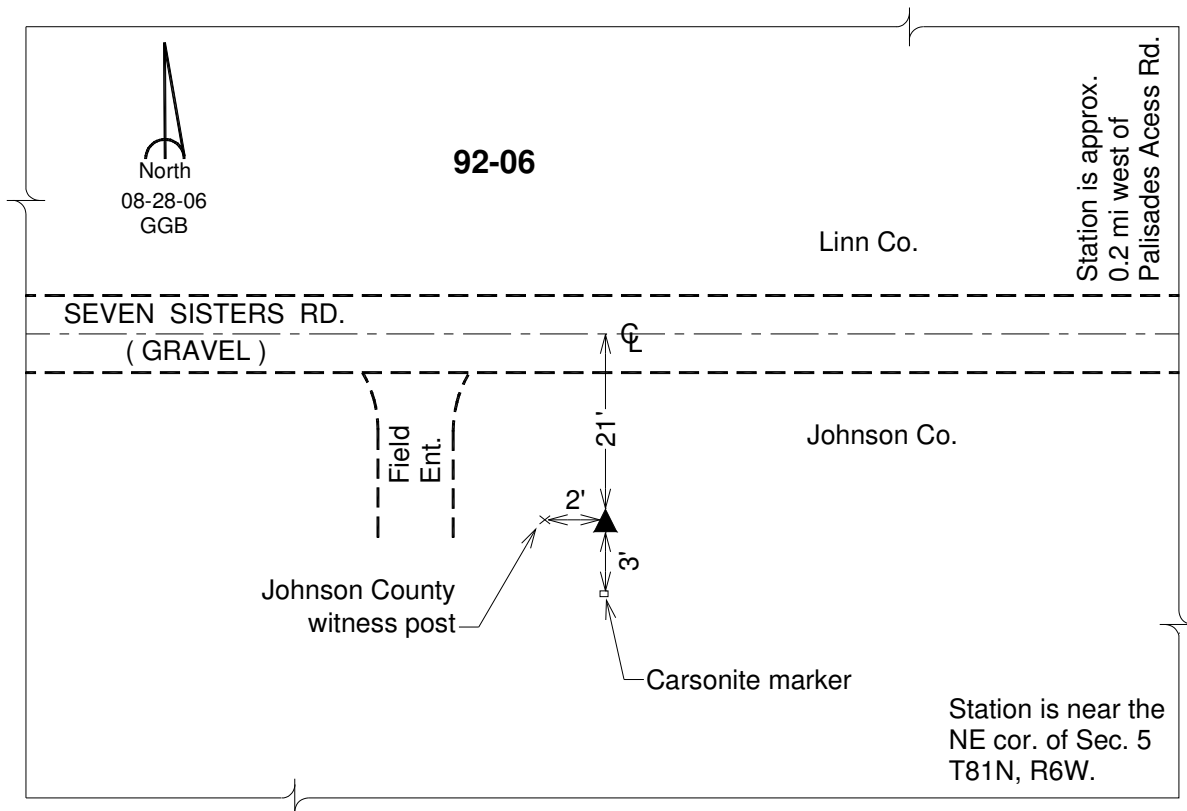 North
08-28-06
GGB
92-06
Station is approx.
0.2 mi west of
Palisades Acess Rd.
Linn Co.
SEVEN SISTERS RD.
( GRAVEL )
CL
Field
Ent.
21'
Johnson Co.
2'
3'
Johnson County
witness post
Carsonite marker
Station is near the
NE cor. of Sec. 5
T81N, R6W.